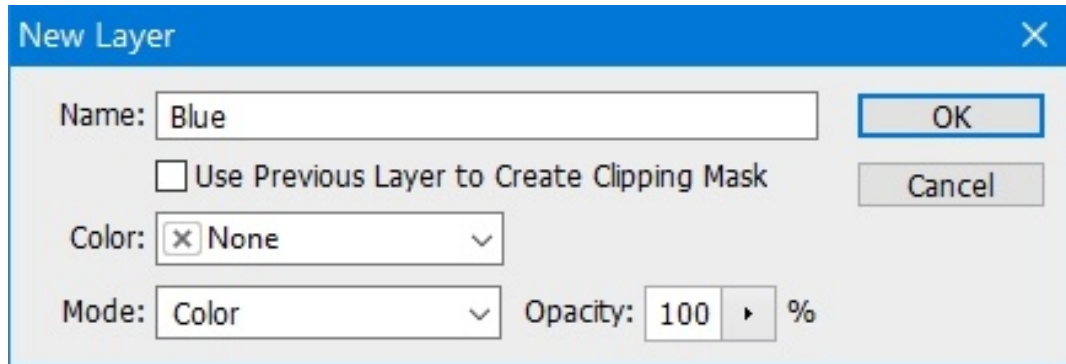 New Layer
Name: Blue OK
Use Previous Layer to Create Clipping Mask
Cancel
Color: None
Mode: Color Opacity: 100 %